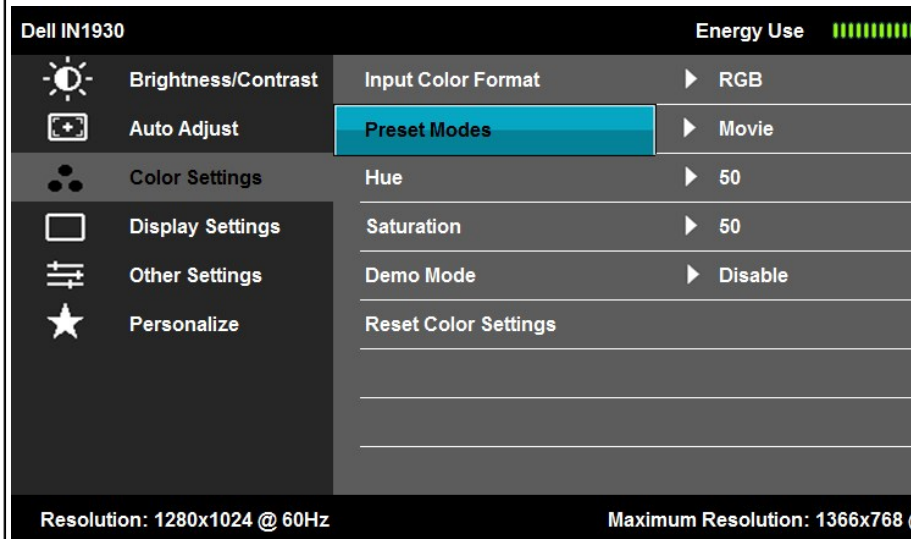 Dell IN1930 Energy Use
Brightness/Contrast Input Color Format RGB
Auto Adjust Preset Modes Movie
Color Settings Hue 50
Display Settings Saturation 50
Other Settings Demo Mode Disable
Personalize Reset Color Settings
Resolution: 1280x1024 @ 60Hz Maximum Resolution: 1366x768